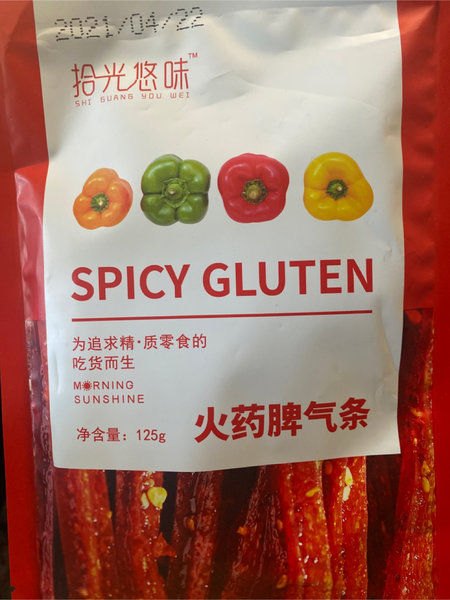 2021/04/22
拾光悠味™
SHI GUANG YOU WEI
SPICY GLUTEN
为追求精·质零食的
吃货而生
MORNING
SUNSHINE
净含量：125g
火药脾气条